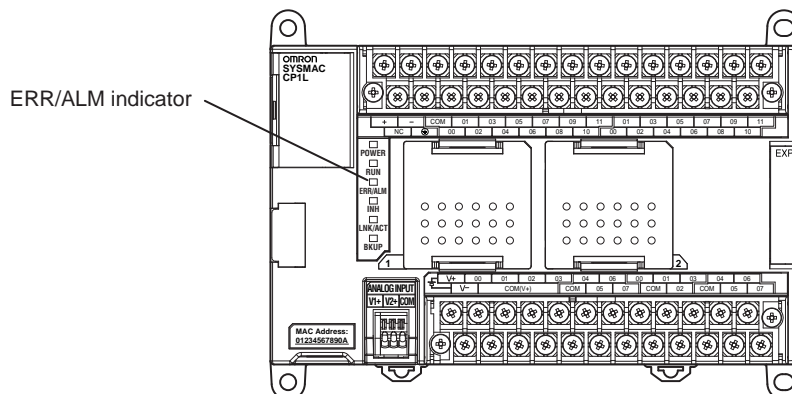 OMRON
SYSMAC
CP1L
ERR/ALM indicator
+ − COM 01 03 05 07 09 11 01 03 05 07 09 11
NC 00 02 04 06 08 10 00 02 04 06 08 10
POWER
RUN
ERR/ALM
INH
LNK/ACT
BKUP
EXP
1
2
V+ 00 01 02 03 04 06 00 01 03 04 06
V− COM(V+) COM 05 07 COM 02 COM 05 07
ANALOG INPUT
V1+ V2+ COM
MAC Address:
01234567890A